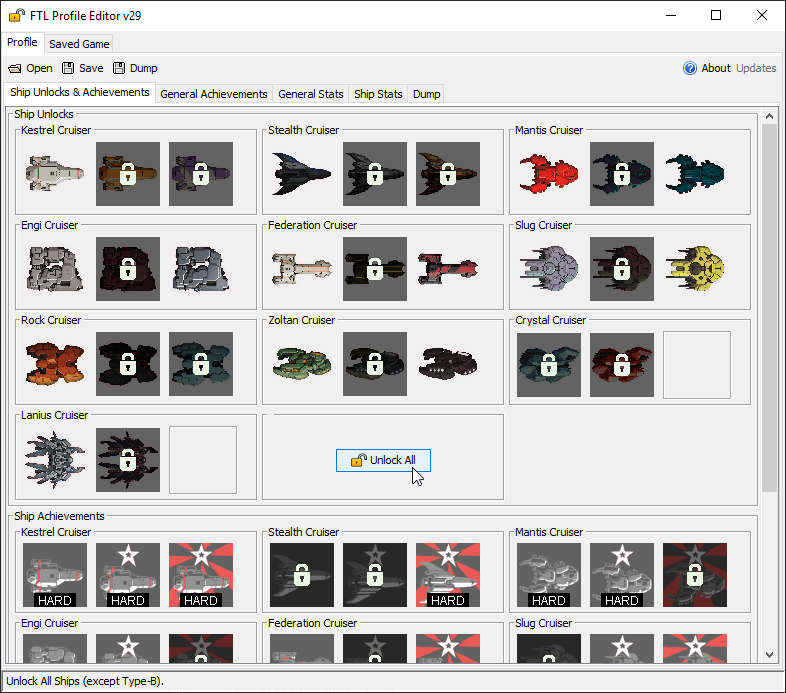 FTL Profile Editor v29
Profile
Saved Game
Open Save Dump About Updates
Ship Unlocks & Achievements General Achievements General Stats Ship Stats Dump
Ship Unlocks
Kestrel Cruiser Stealth Cruiser Mantis Cruiser
Engi Cruiser Federation Cruiser Slug Cruiser
Rock Cruiser Zoltan Cruiser Crystal Cruiser
Lanius Cruiser
Unlock All
Ship Achievements
Kestrel Cruiser Stealth Cruiser Mantis Cruiser
HARD HARD HARD HARD HARD HARD
Engi Cruiser Federation Cruiser Slug Cruiser
Unlock All Ships (except Type-B).